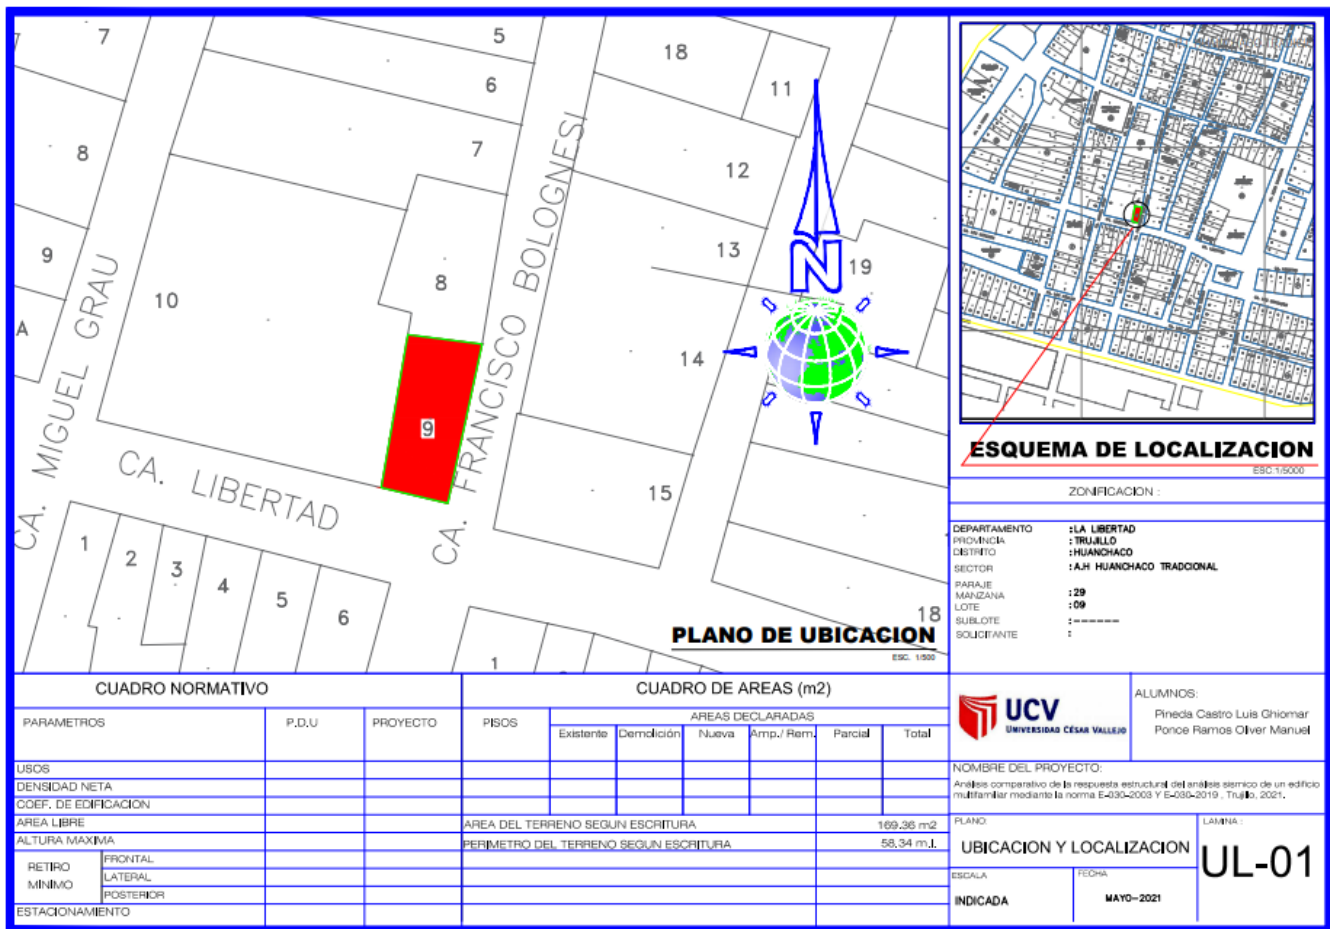 7
5
6
18
11
8
7
12
9
8
13
19
10
A
14
9
15
CA. MIGUEL GRAU
CA. LIBERTAD
CA. FRANCISCO BOLOGNESI
N
1
2
3
4
5
6
1
18
PLANO DE UBICACION
ESC. 1/500
ESQUEMA DE LOCALIZACION
ESC:1/5000
ZONIFICACION :
DEPARTAMENTO :LA LIBERTAD
PROVINCIA :TRUJILLO
DISTRITO :HUANCHACO
SECTOR :A.H HUANCHACO TRADCIONAL
PARAJE
MANZANA :29
LOTE :09
SUBLOTE :------
SOLICITANTE :
CUADRO NORMATIVO
PARAMETROS P.D.U PROYECTO
USOS
DENSIDAD NETA
COEF. DE EDIFICACION
AREA LIBRE
ALTURA MAXIMA
RETIRO MINIMO
FRONTAL
LATERAL
POSTERIOR
ESTACIONAMIENTO
CUADRO DE AREAS (m2)
PISOS
AREAS DECLARADAS
Existente Demolición Nueva Amp./ Rem. Parcial Total
AREA DEL TERRENO SEGUN ESCRITURA 169.36 m2
PERIMETRO DEL TERRENO SEGUN ESCRITURA 58.34 m.l.
UCV
UNIVERSIDAD CÉSAR VALLEJO
ALUMNOS:
Pineda Castro Luis Ghiomar
Ponce Ramos Oliver Manuel
NOMBRE DEL PROYECTO:
Análisis comparativo de la respuesta estructural del análisis sismico de un edificio
multifamiliar mediante la norma E-030-2003 Y E-030-2019 , Trujillo, 2021.
PLANO:
UBICACION Y LOCALIZACION
LAMINA :
UL-01
ESCALA
INDICADA
FECHA
MAYO-2021